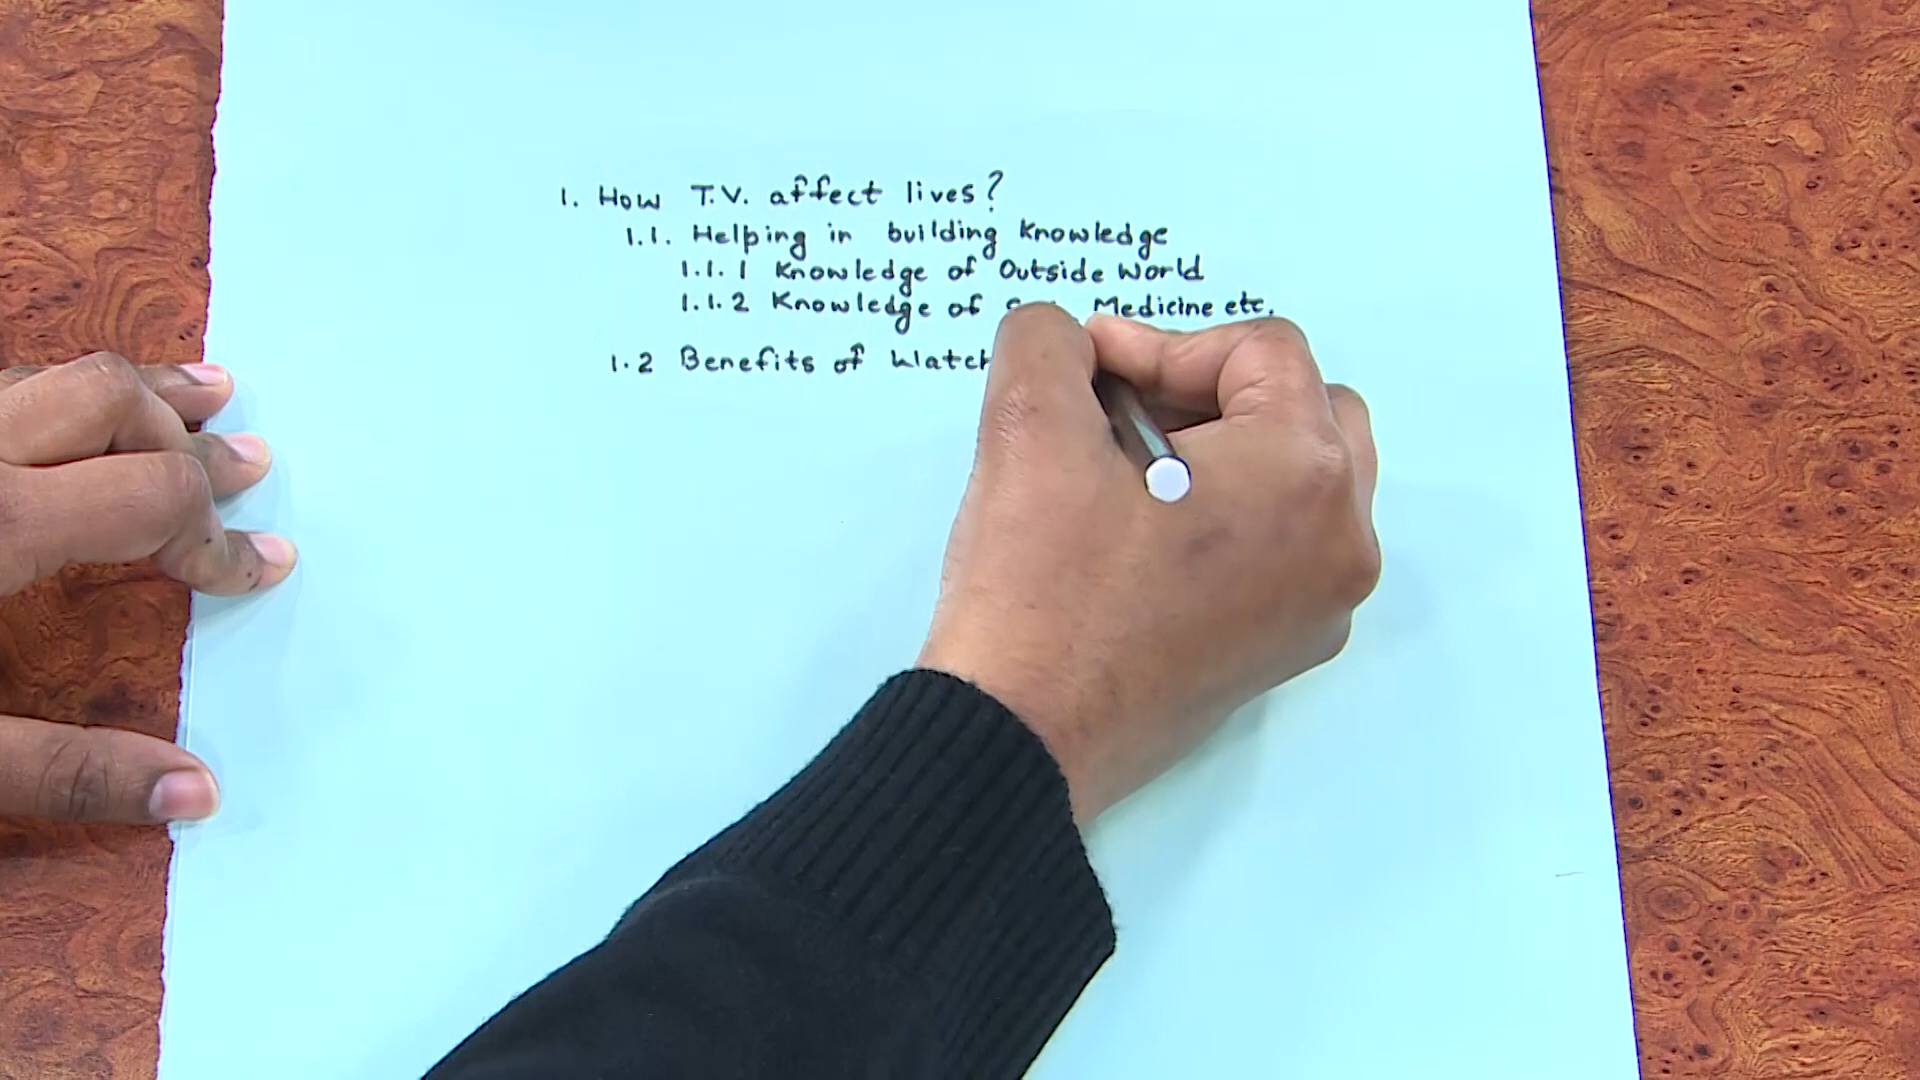 1. How T.V. affect lives?
1.1. Helping in building Knowledge
1.1.1 Knowledge of Outside World
1.1.2 Knowledge of Medicine etc.
1.2 Benefits of